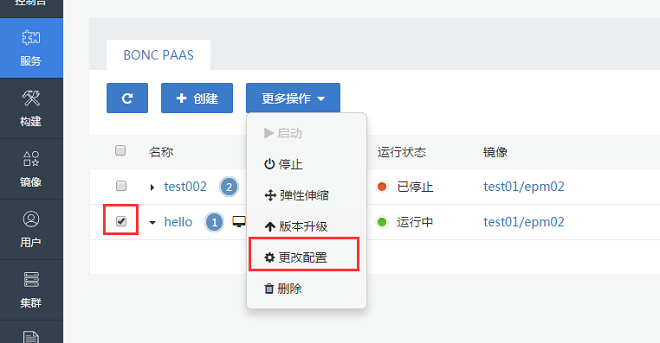 控制台
服务
构建
镜像
用户
集群
BONC PAAS
创建
更多操作
启动
停止
弹性伸缩
版本升级
更改配置
删除
名称
运行状态
镜像
test002
2
已停止
test01/epm02
hello
1
运行中
test01/epm02